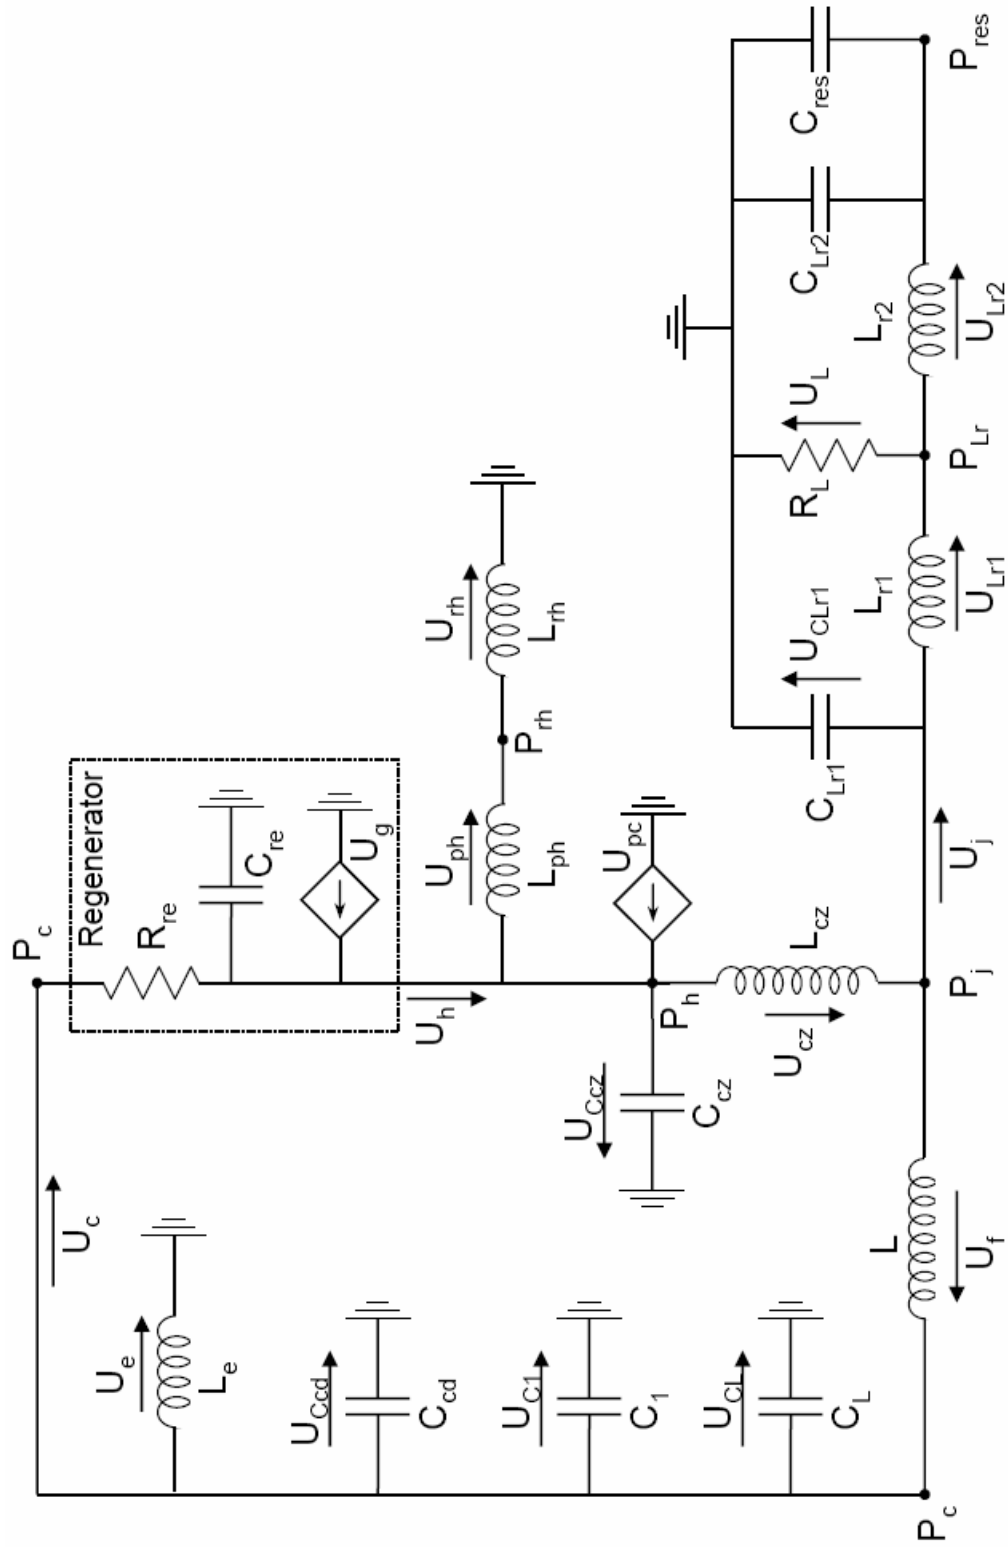 P_c
U_c
Regenerator
R_re
C_re
U_g
U_h
U_e
L_e
U_ph
L_ph
P_rh
U_rh
L_rh
U_Ccd
C_cd
U_C1
C_1
U_CL
C_L
U_Ccz
C_cz
P_h
U_pc
U_cz
L_cz
P_c
L
U_f
P_j
U_j
C_Lr1
U_CLr1
L_r1
U_Lr1
R_L
U_L
P_Lr
L_r2
U_Lr2
C_Lr2
C_res
P_res